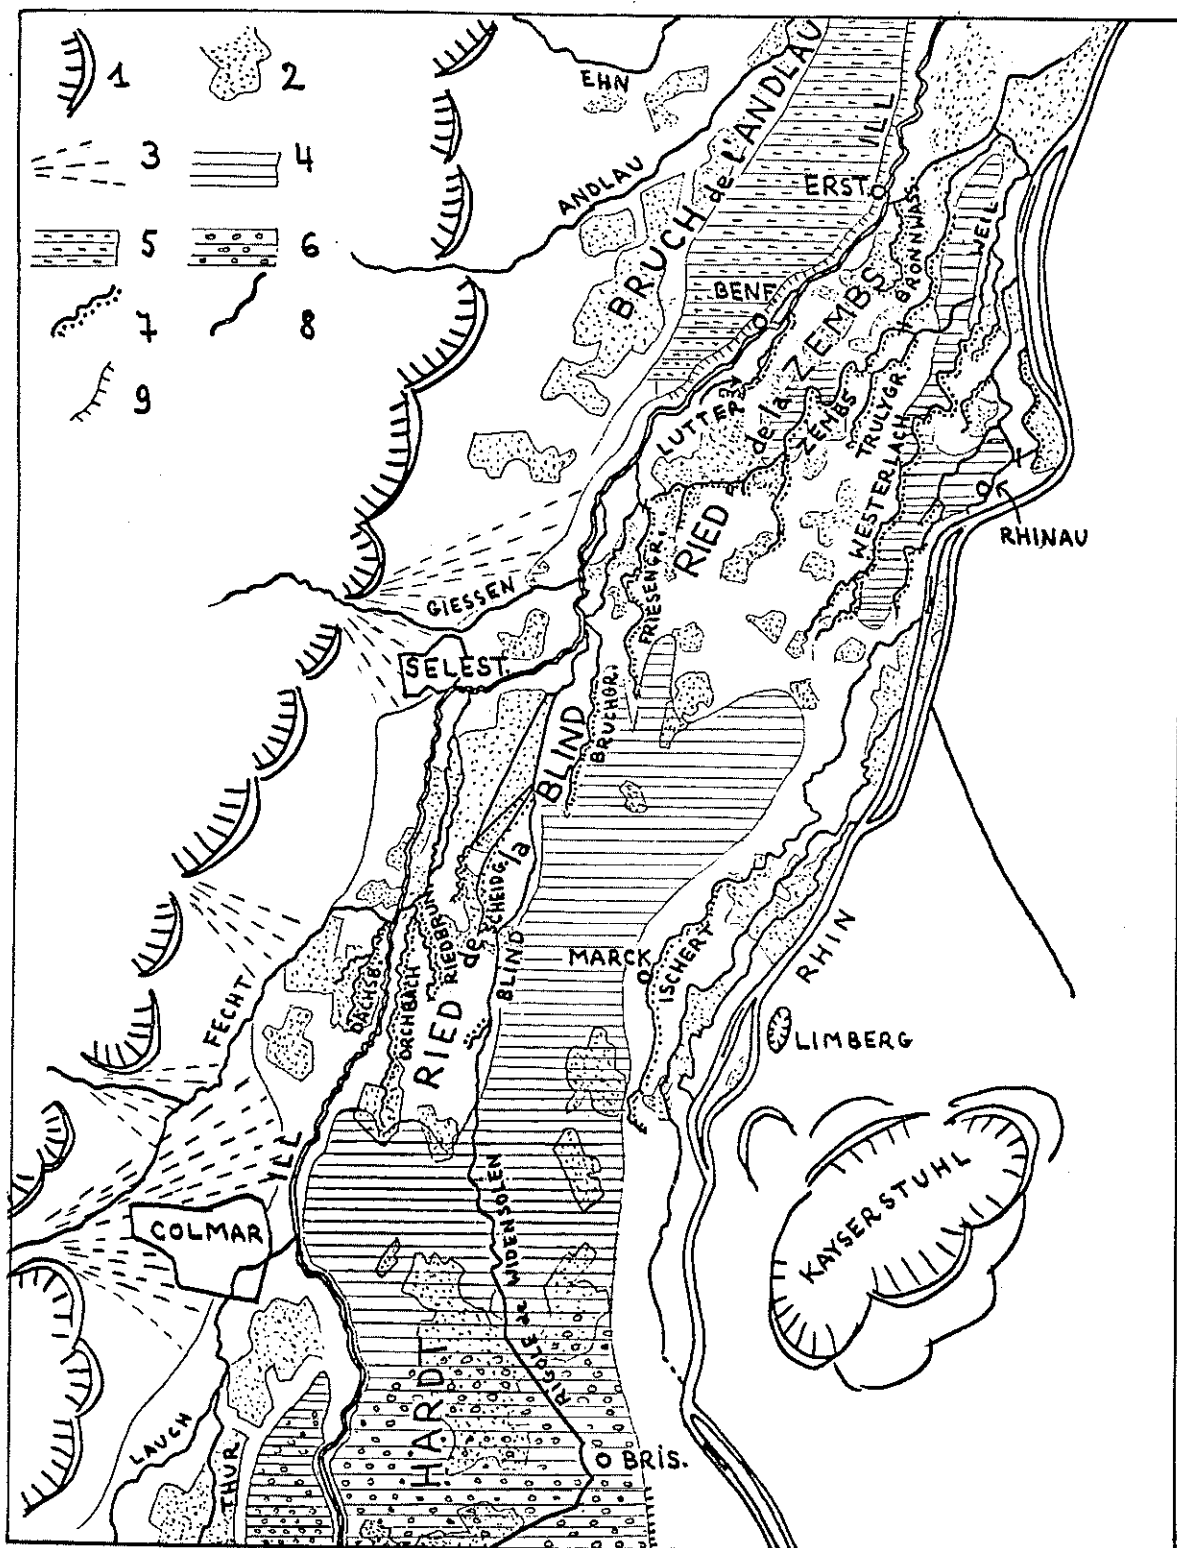 1
2
3
4
5
6
7
8
9
EHN
ANDLAU
BRUCH de L'ANDLAU
ILL
ERST.
BENF
BRONNWASS.
WEIL
LUTTER
RIED de la ZEMBS
ZEMBS
TRULYGR.
WESTERLACH
RHINAU
FRIESENGR.
GIESSEN
SELEST.
BRUCHGR.
RIED de la BLIND
SCHEIDG.
RIEDBRUN
BLIND
DACHSB.
ORCHBACH
FECHT
MARCK.
ISCHERT
RHIN
LIMBERG
KAYSERSTUHL
ILL
COLMAR
RIGOLE de WIDENSOLEN
HARDT
BRIS.
LAUCH
THUR